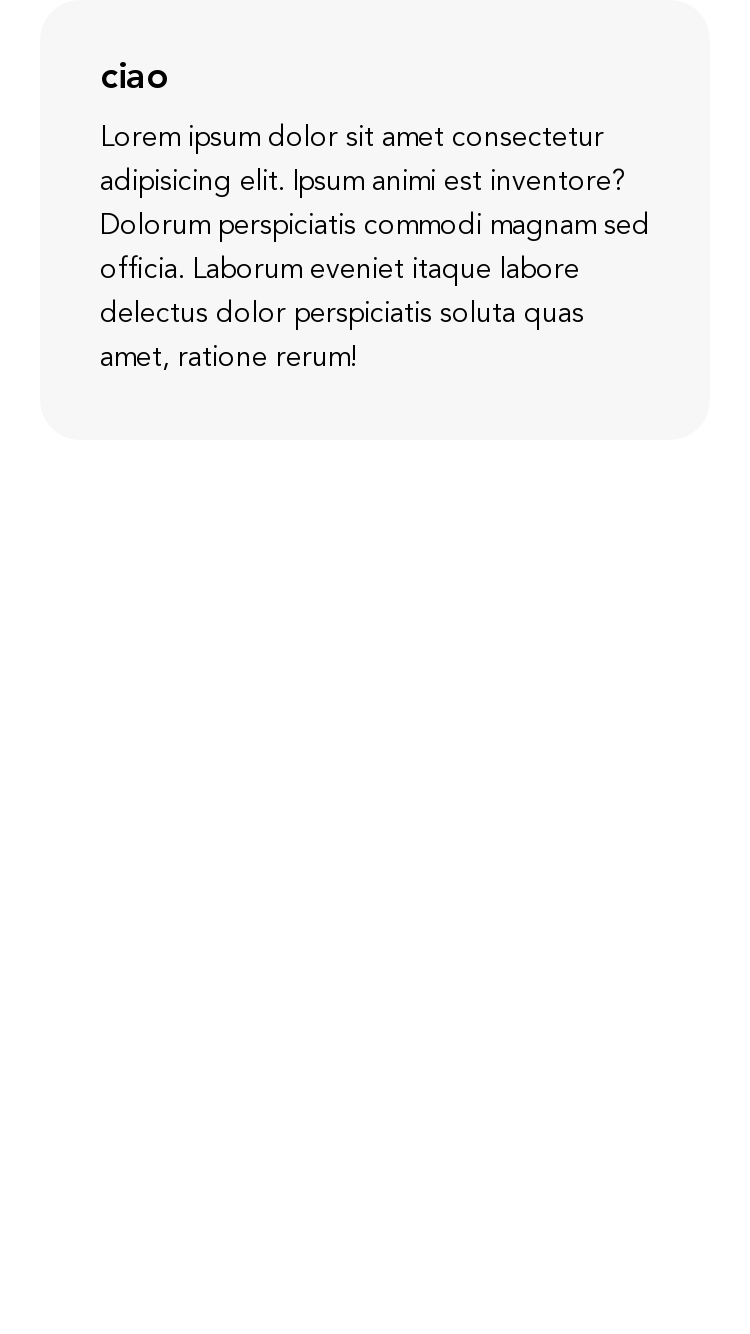 ciao
Lorem ipsum dolor sit amet consectetur
adipisicing elit. Ipsum animi est inventore?
Dolorum perspiciatis commodi magnam sed
officia. Laborum eveniet itaque labore
delectus dolor perspiciatis soluta quas
amet, ratione rerum!